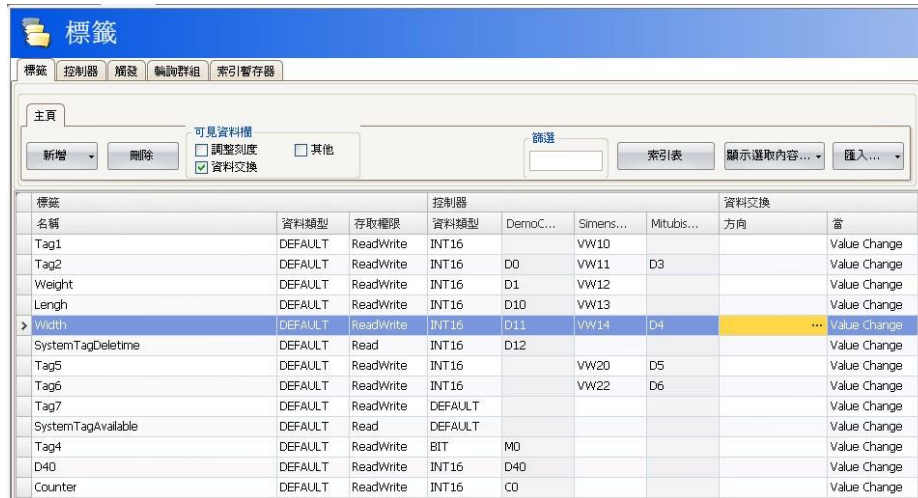 標籤
標籤 控制器 觸發 輪詢群組 索引暫存器
主頁
可見資料欄
新增 刪除 調整刻度 其他 資料交換 篩選 索引表 顯示選取內容... 匯入...
標籤 控制器 資料交換
名稱 資料類型 存取權限 資料類型 DemoC... Simens... Mitubis... 方向 當
Tag1 DEFAULT ReadWrite INT16 VW10 Value Change
Tag2 DEFAULT ReadWrite INT16 D0 VW11 D3 Value Change
Weight DEFAULT ReadWrite INT16 D1 VW12 Value Change
Lengh DEFAULT ReadWrite INT16 D10 VW13 Value Change
Width DEFAULT ReadWrite INT16 D11 VW14 D4 ... Value Change
SystemTagDeletime DEFAULT Read INT16 D12 Value Change
Tag5 DEFAULT ReadWrite INT16 VW20 D5 Value Change
Tag6 DEFAULT ReadWrite INT16 VW22 D6 Value Change
Tag7 DEFAULT ReadWrite DEFAULT Value Change
SystemTagAvailable DEFAULT Read DEFAULT Value Change
Tag4 DEFAULT ReadWrite BIT M0 Value Change
D40 DEFAULT ReadWrite INT16 D40 Value Change
Counter DEFAULT ReadWrite INT16 C0 Value Change